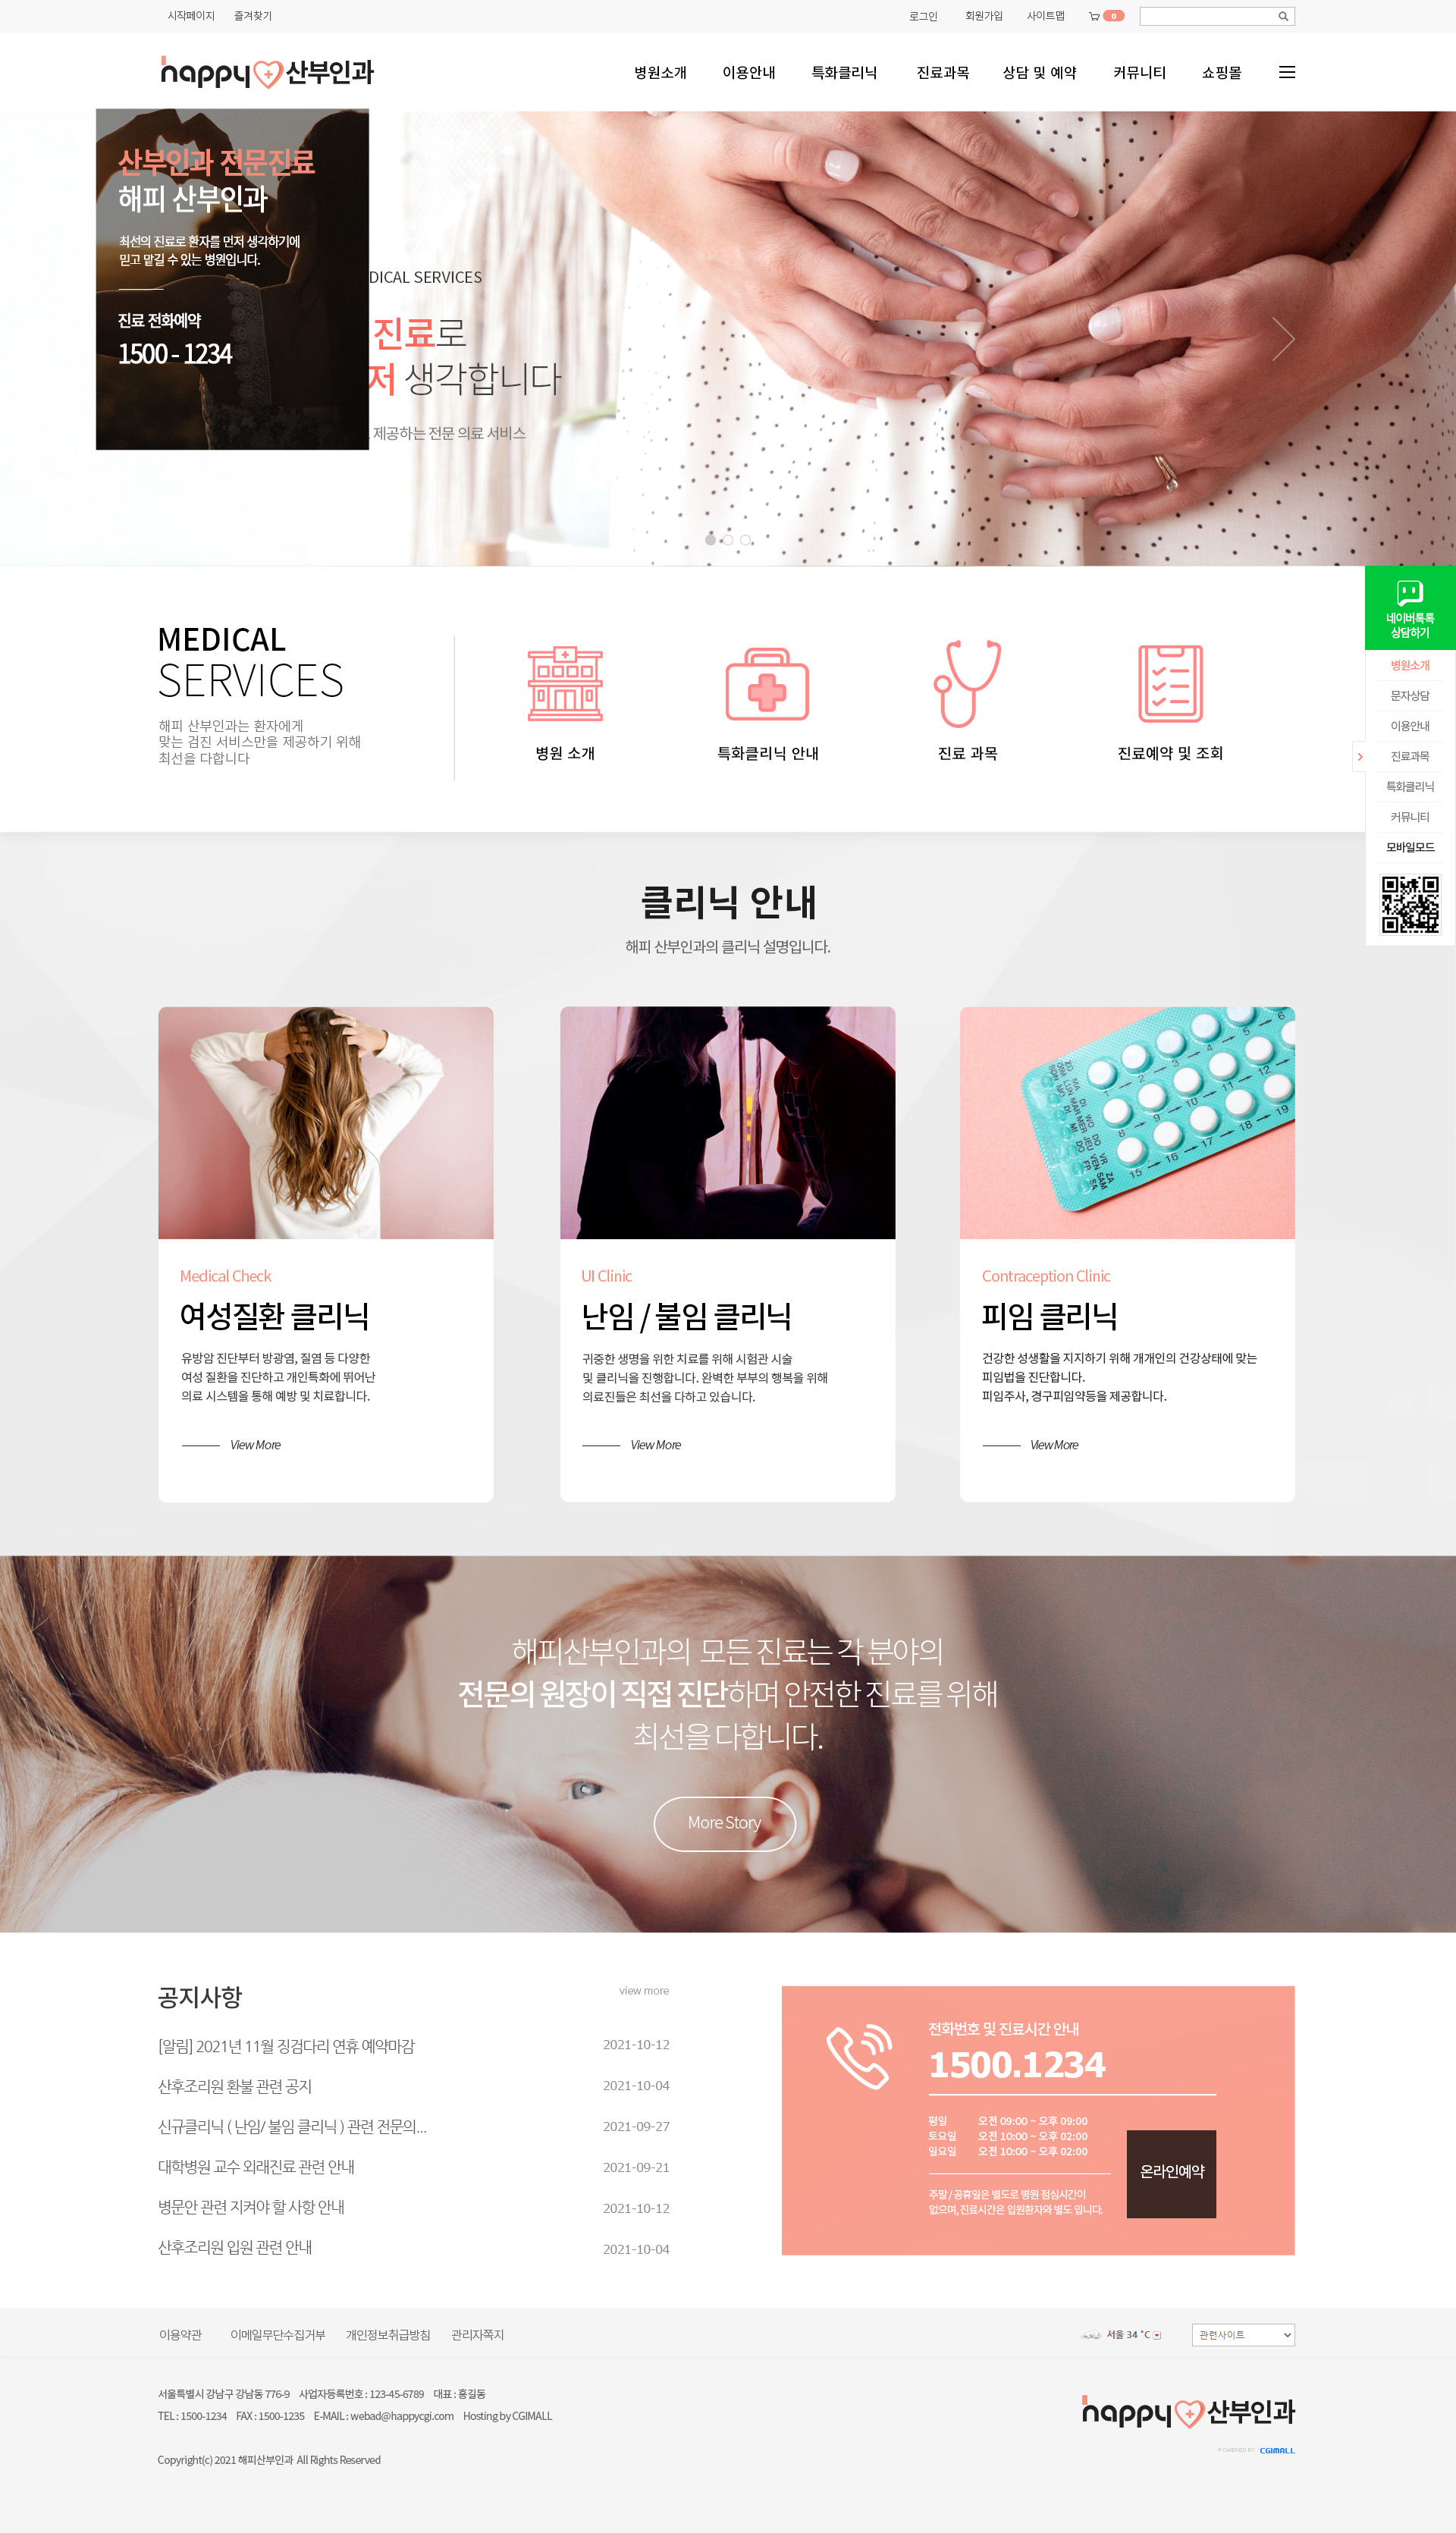 시작페이지 즐겨찾기
로그인 회원가입 사이트맵 0
happy 산부인과
병원소개 이용안내 특화클리닉 진료과목 상담 및 예약 커뮤니티 쇼핑몰
산부인과 전문진료
해피 산부인과
최선의 진료로 환자를 먼저 생각하기에
믿고 맡길 수 있는 병원입니다.
진료 전화예약
1500 - 1234
DICAL SERVICES
진료로
저 생각합니다
제공하는 전문 의료 서비스
네이버톡톡
상담하기
병원소개
문자상담
이용안내
진료과목
특화클리닉
커뮤니티
모바일모드
MEDICAL
SERVICES
해피 산부인과는 환자에게
맞는 검진 서비스만을 제공하기 위해
최선을 다합니다
병원 소개
특화클리닉 안내
진료 과목
진료예약 및 조회
클리닉 안내
해피 산부인과의 클리닉 설명입니다.
Medical Check
여성질환 클리닉
유방암 진단부터 방광염, 질염 등 다양한
여성 질환을 진단하고 개인특화에 뛰어난
의료 시스템을 통해 예방 및 치료합니다.
View More
UI Clinic
난임 / 불임 클리닉
귀중한 생명을 위한 치료를 위해 시험관 시술
및 클리닉을 진행합니다. 완벽한 부부의 행복을 위해
의료진들은 최선을 다하고 있습니다.
View More
Contraception Clinic
피임 클리닉
건강한 성생활을 지지하기 위해 개개인의 건강상태에 맞는
피임법을 진단합니다.
피임주사, 경구피임약등을 제공합니다.
View More
해피산부인과의 모든 진료는 각 분야의
전문의 원장이 직접 진단하며 안전한 진료를 위해
최선을 다합니다.
More Story
공지사항
view more
[알림] 2021년 11월 징검다리 연휴 예약마감 2021-10-12
산후조리원 환불 관련 공지 2021-10-04
신규클리닉 ( 난임/ 불임 클리닉 ) 관련 전문의... 2021-09-27
대학병원 교수 외래진료 관련 안내 2021-09-21
병문안 관련 지켜야 할 사항 안내 2021-10-12
산후조리원 입원 관련 안내 2021-10-04
전화번호 및 진료시간 안내
1500.1234
평일 오전 09:00 ~ 오후 09:00
토요일 오전 10:00 ~ 오후 02:00
일요일 오전 10:00 ~ 오후 02:00
주말 / 공휴일은 별도로 병원 점심시간이
없으며, 진료시간은 입원환자와 별도 입니다.
온라인예약
이용약관 이메일무단수집거부 개인정보취급방침 관리자쪽지
서울 34 °C
관련사이트
서울특별시 강남구 강남동 776-9 사업자등록번호 : 123-45-6789 대표 : 홍길동
TEL : 1500-1234 FAX : 1500-1235 E-MAIL : webad@happycgi.com Hosting by CGIMALL
Copyright(c) 2021 해피산부인과 All Rights Reserved
happy 산부인과
POWERED BY CGIMALL